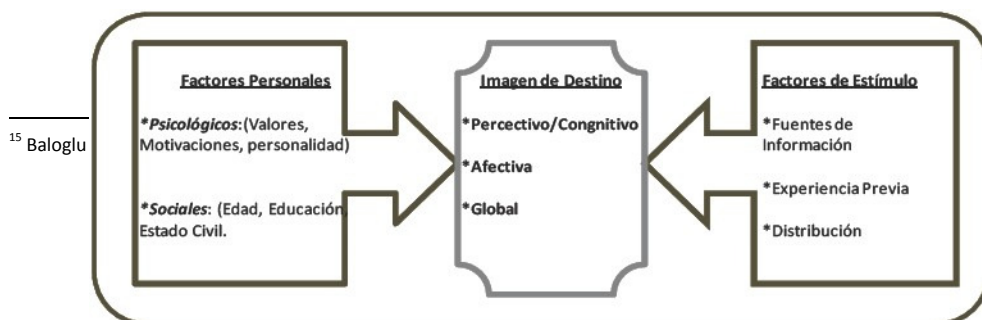 15 Baloglu
Factores Personales
*Psicológicos:(Valores,
Motivaciones, personalidad)
*Sociales: (Edad, Educación,
Estado Civil.
Imagen de Destino
*Percectivo/Congnitivo
*Afectiva
*Global
Factores de Estímulo
*Fuentes de
Información
*Experiencia Previa
*Distribución